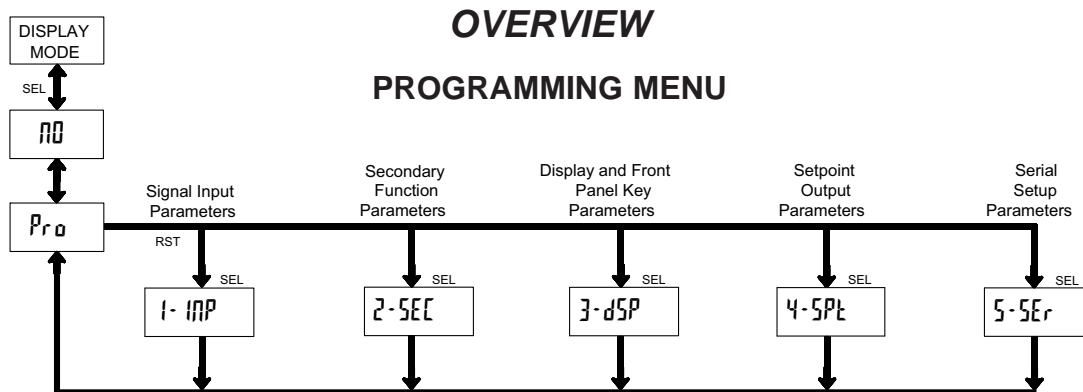 OVERVIEW
PROGRAMMING MENU
DISPLAY
MODE
SEL
NO
Pro
RST
Signal Input
Parameters
Secondary
Function
Parameters
Display and Front
Panel Key
Parameters
Setpoint
Output
Parameters
Serial
Setup
Parameters
SEL
1-INP
SEL
2-SEC
SEL
3-dSP
SEL
4-SPt
SEL
5-SEr